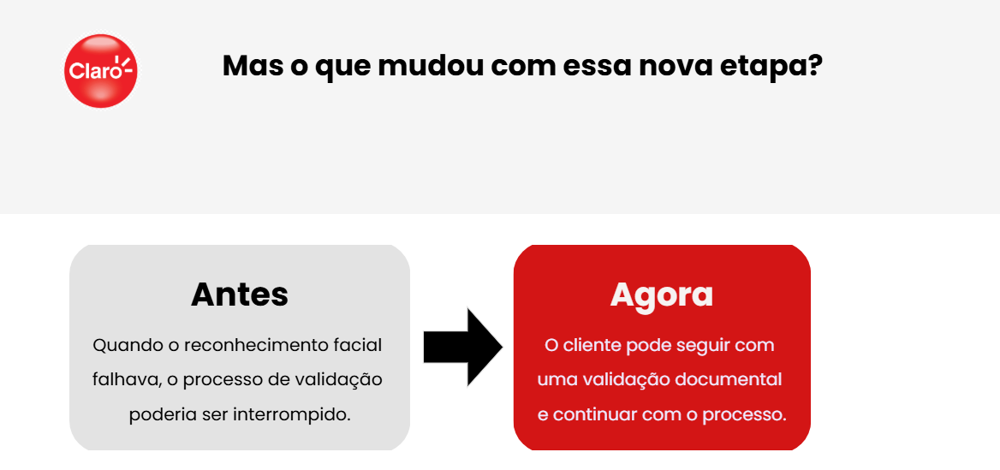 Claro
Mas o que mudou com essa nova etapa?
Antes
Quando o reconhecimento facial
falhava, o processo de validação
poderia ser interrompido.
Agora
O cliente pode seguir com
uma validação documental
e continuar com o processo.